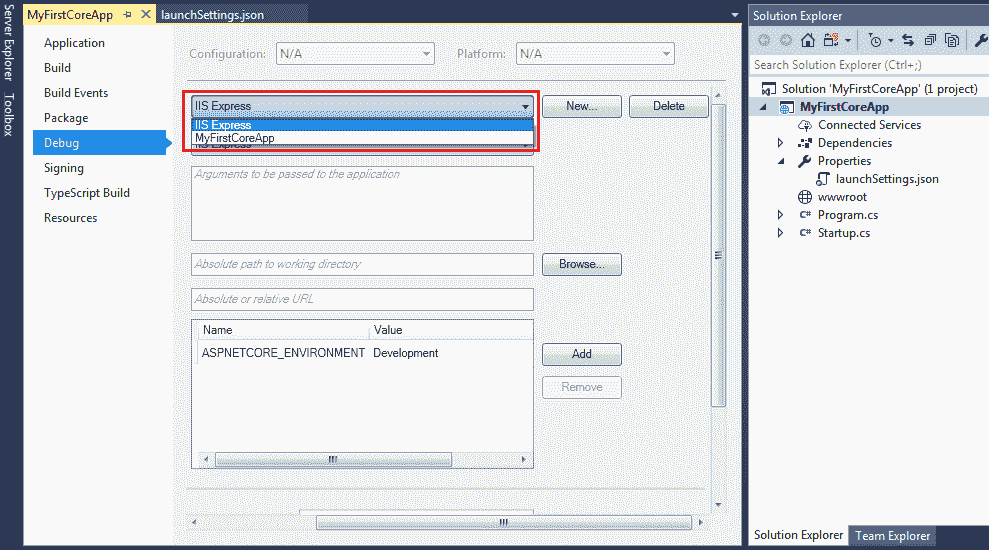 Server Explorer
Toolbox
MyFirstCoreApp
launchSettings.json
Application
Build
Build Events
Package
Debug
Signing
TypeScript Build
Resources
Configuration: N/A
Platform: N/A
IIS Express
New...
Delete
IIS Express
MyFirstCoreApp
IIS Express
Arguments to be passed to the application
Absolute path to working directory
Browse...
Absolute or relative URL
Name Value
ASPNETCORE_ENVIRONMENT Development
Add
Remove
Solution Explorer
Search Solution Explorer (Ctrl+;)
Solution 'MyFirstCoreApp' (1 project)
MyFirstCoreApp
Connected Services
Dependencies
Properties
launchSettings.json
wwwroot
C# Program.cs
C# Startup.cs
Solution Explorer Team Explorer